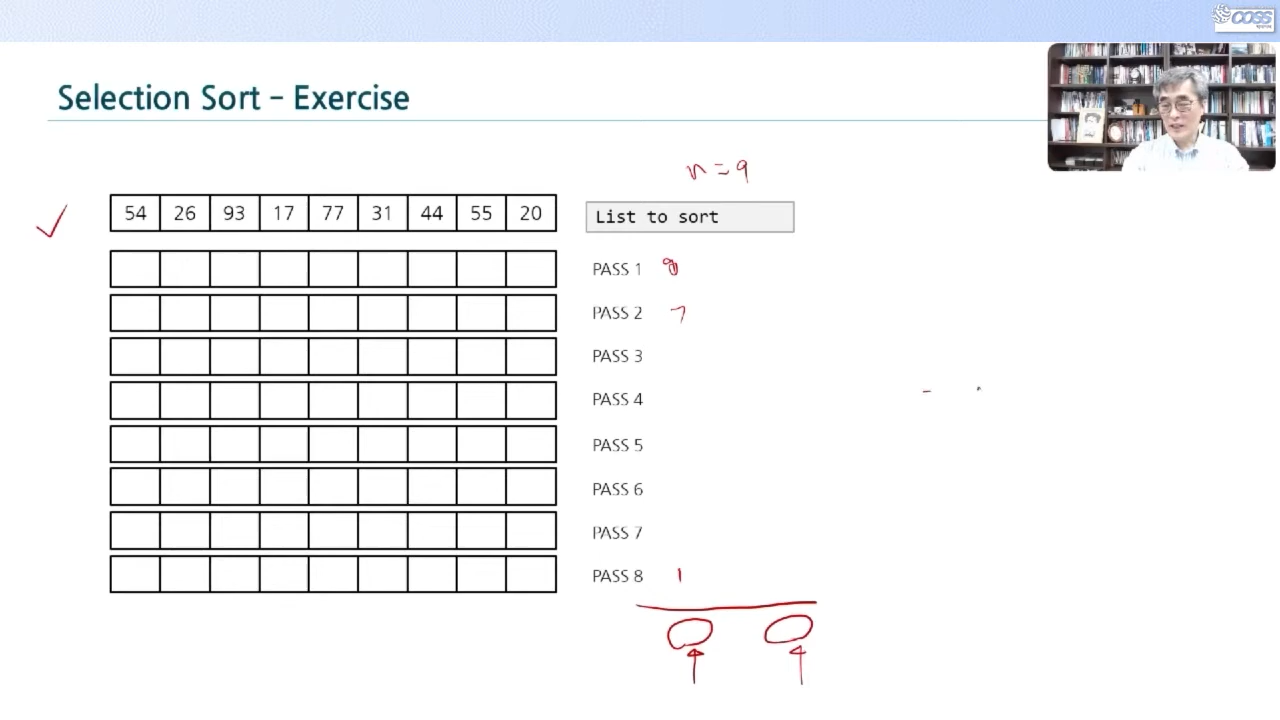 COSS
Selection Sort – Exercise
n = 9
54 26 93 17 77 31 44 55 20
List to sort
PASS 1 8
PASS 2 7
PASS 3
PASS 4
PASS 5
PASS 6
PASS 7
PASS 8 1